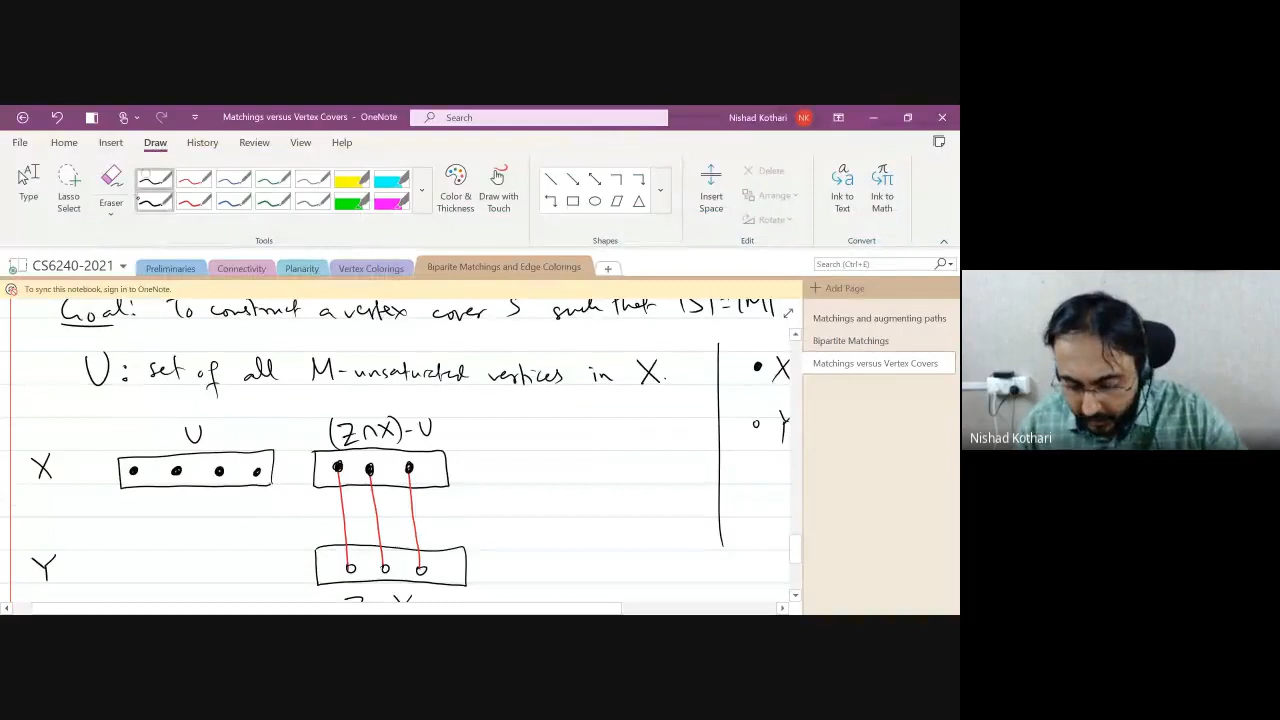 Matchings versus Vertex Covers - OneNote
Search
Nishad Kothari
NK
File Home Insert Draw History Review View Help
Type
Lasso Select
Eraser
Color & Thickness
Draw with Touch
Insert Space
Delete
Arrange
Rotate
Ink to Text
Ink to Math
Tools
Shapes
Edit
Convert
CS6240-2021
Preliminaries
Connectivity
Planarity
Vertex Colorings
Biparite Matchings and Edge Colorings
Search (Ctrl+E)
To sync this notebook, sign in to OneNote.
Add Page
Matchings and augmenting paths
Bipartite Matchings
Matchings versus Vertex Covers
Goal: To construct a vertex cover S such that |S|=|M|
U: set of all M-unsaturated vertices in X.
X
Y
U
(Z∩X)-U
X
Y
Nishad Kothari